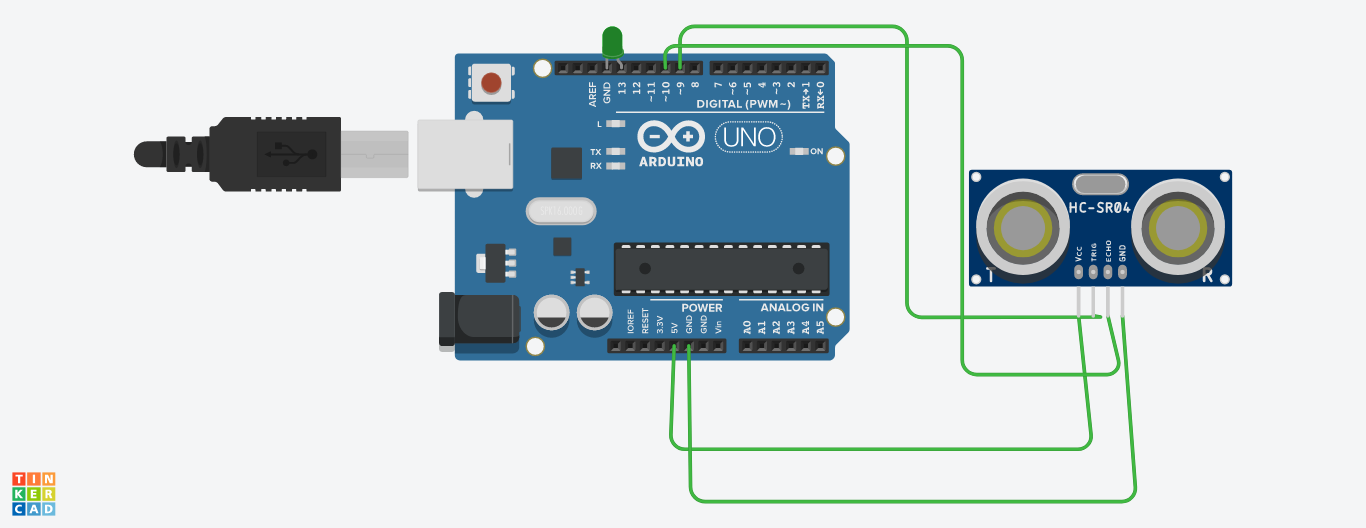 AREF
GND
13
12
~11
~10
~9
8
7
~6
~5
4
~3
2
TX→1
RX←0
DIGITAL (PWM~)
L
TX
RX
ARDUINO
UNO
ON
HC-SR04
VCC
TRIG
ECHO
GND
T
R
POWER
ANALOG IN
IOREF
RESET
3.3V
5V
GND
GND
Vin
A0
A1
A2
A3
A4
A5
TIN
KER
CAD